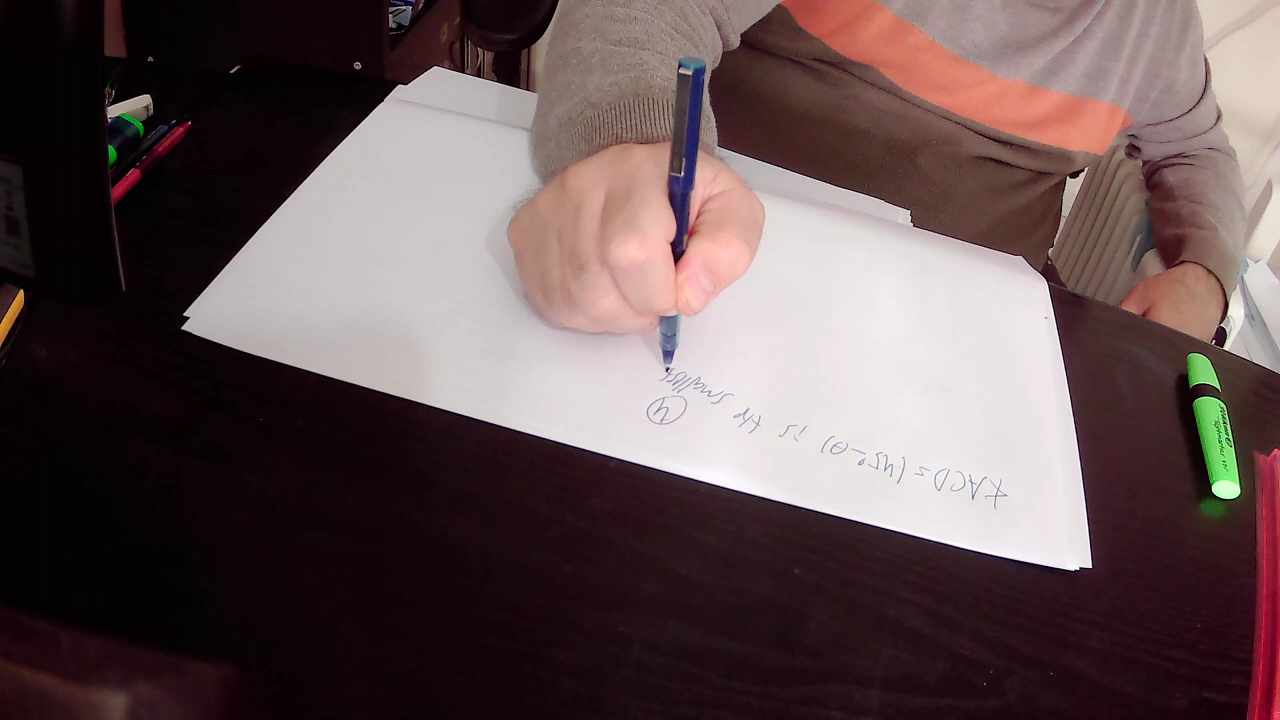 ④
∢ACD = (45°-θ) is the smallest